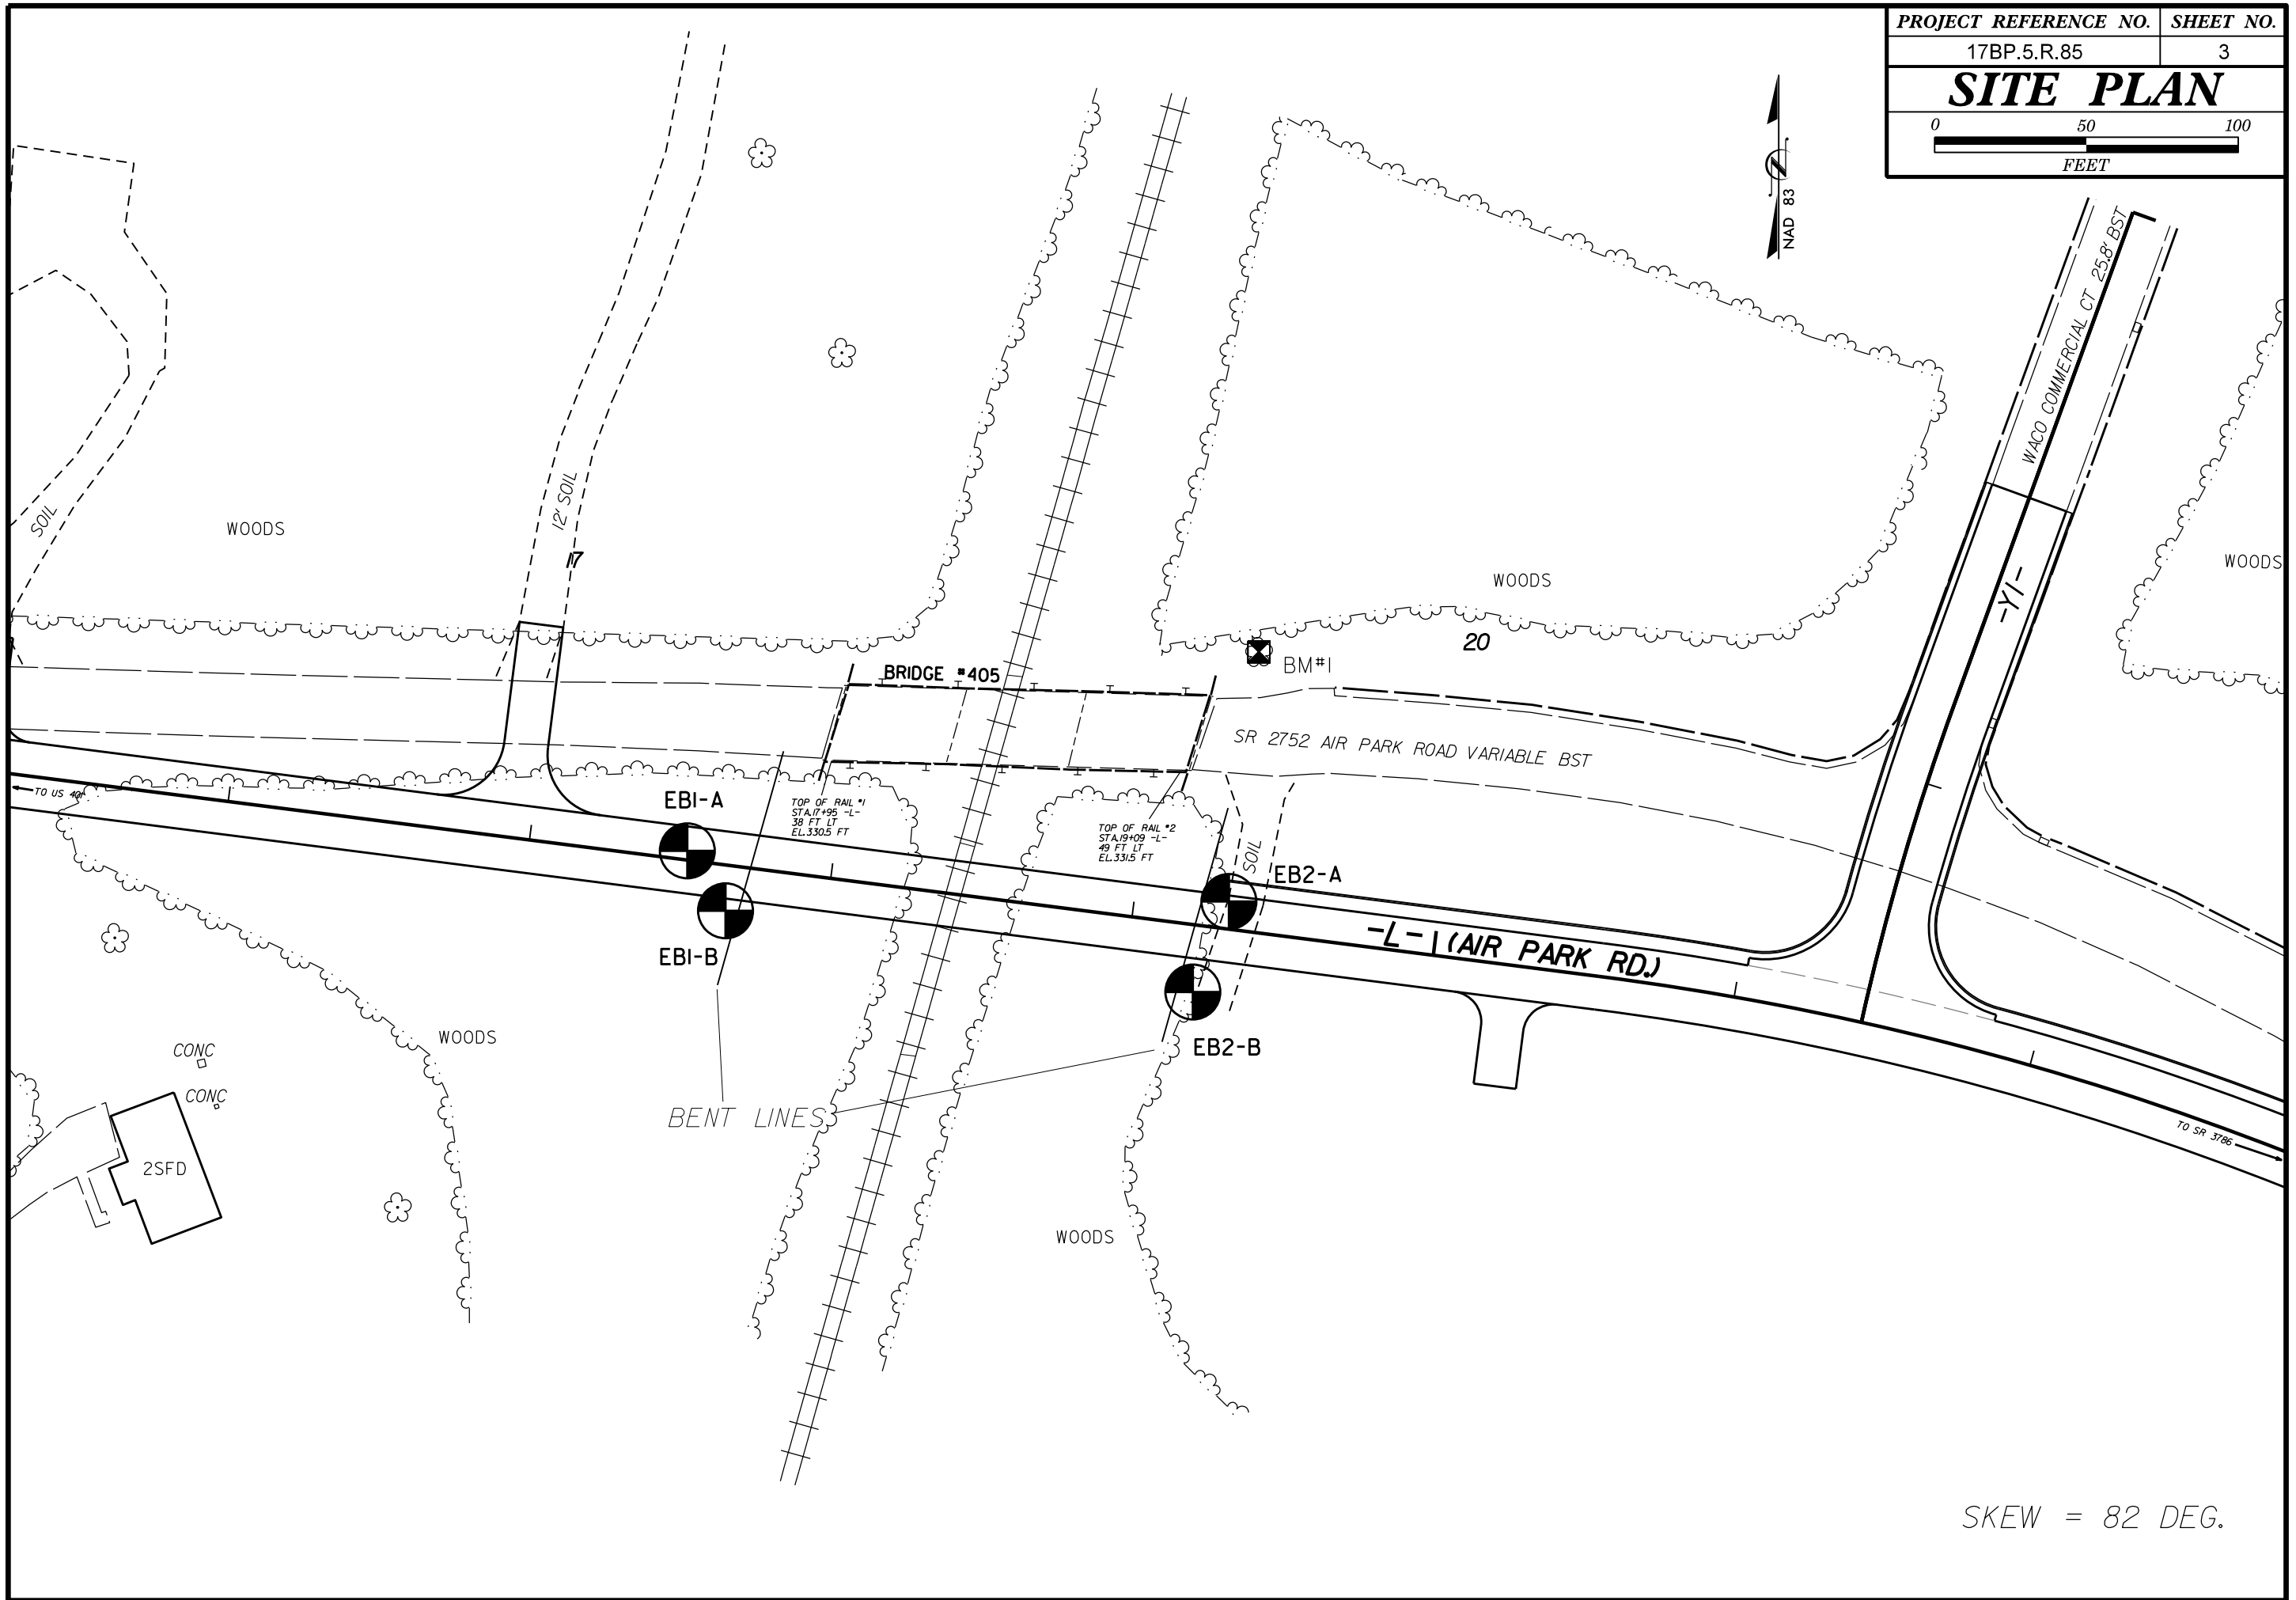 PROJECT REFERENCE NO. SHEET NO.
17BP.5.R.85 3
SITE PLAN
0 50 100
FEET
NAD 83
WACO COMMERCIAL CT 25.8' BST
SOIL
WOODS
12' SOIL
17
WOODS
WOODS
-Y1-
20
BM#1
BRIDGE #405
SR 2752 AIR PARK ROAD VARIABLE BST
TO US 401
EB1-A
TOP OF RAIL #1
STA.17+95 -L-
38 FT LT
EL.330.5 FT
TOP OF RAIL #2
STA.19+09 -L-
49 FT LT
EL.331.5 FT
SOIL
EB2-A
EB1-B
-L- (AIR PARK RD.)
EB2-B
WOODS
CONC
CONC
BENT LINES
2SFD
TO SR 3786
WOODS
SKEW = 82 DEG.